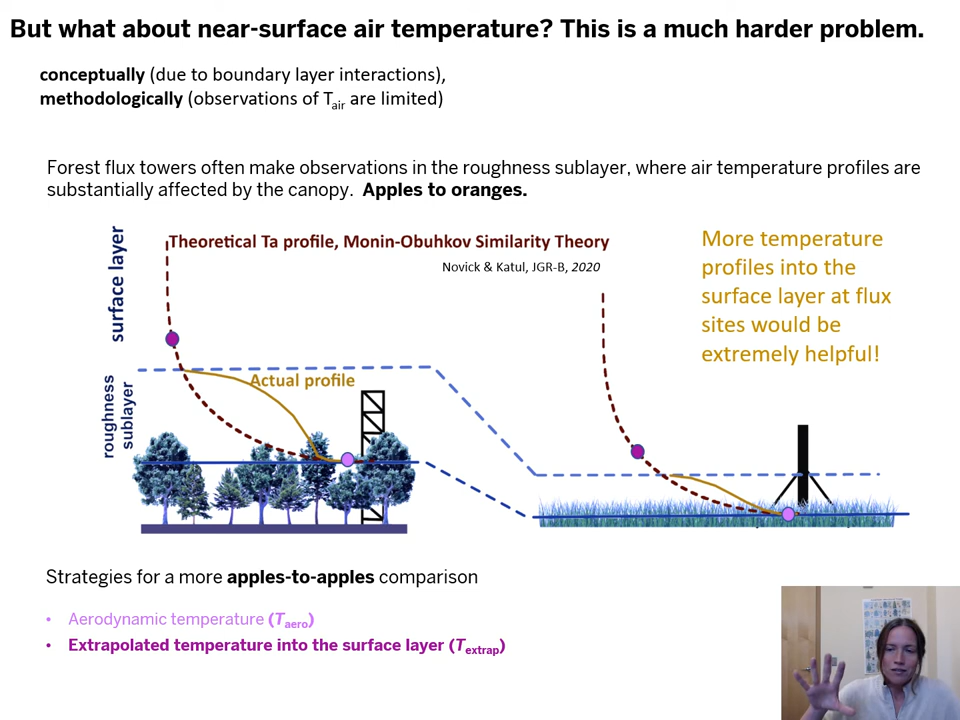 But what about near-surface air temperature? This is a much harder problem.
conceptually (due to boundary layer interactions),
methodologically (observations of Tair are limited)
Forest flux towers often make observations in the roughness sublayer, where air temperature profiles are
substantially affected by the canopy. Apples to oranges.
surface layer
Theoretical Ta profile, Monin-Obuhkov Similarity Theory
Novick & Katul, JGR-B, 2020
More temperature
profiles into the
surface layer at flux
sites would be
extremely helpful!
roughness
sublayer
Actual profile
Strategies for a more apples-to-apples comparison
• Aerodynamic temperature (Taero)
• Extrapolated temperature into the surface layer (Textrap)